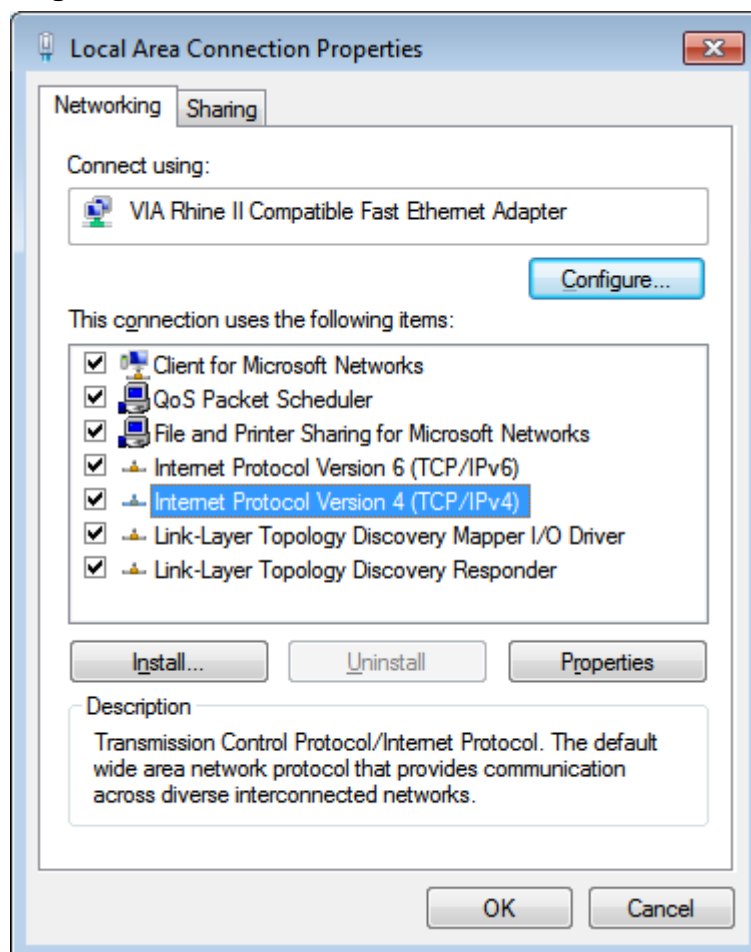 Local Area Connection Properties
Networking
Sharing
Connect using:
VIA Rhine II Compatible Fast Ethernet Adapter
Configure...
This connection uses the following items:
Client for Microsoft Networks
QoS Packet Scheduler
File and Printer Sharing for Microsoft Networks
Internet Protocol Version 6 (TCP/IPv6)
Internet Protocol Version 4 (TCP/IPv4)
Link-Layer Topology Discovery Mapper I/O Driver
Link-Layer Topology Discovery Responder
Install...
Uninstall
Properties
Description
Transmission Control Protocol/Internet Protocol. The default
wide area network protocol that provides communication
across diverse interconnected networks.
OK
Cancel